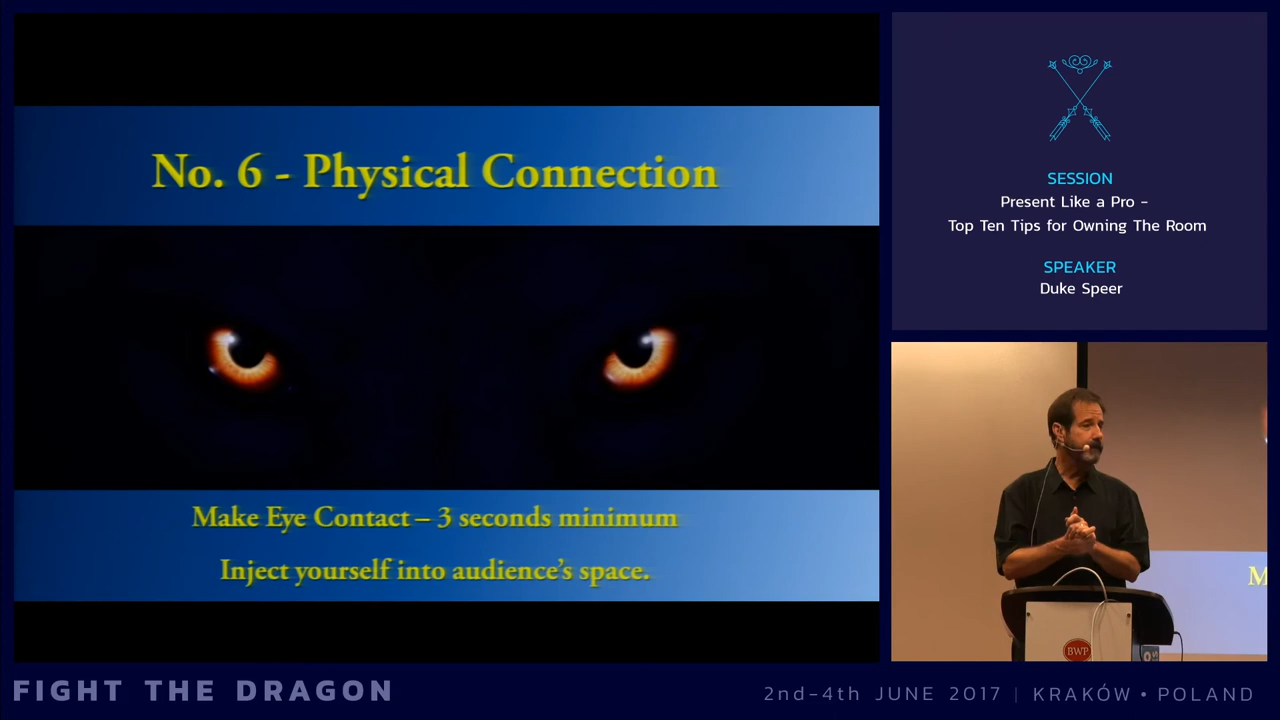 No. 6 - Physical Connection
Make Eye Contact – 3 seconds minimum
Inject yourself into audience’s space.
SESSION
Present Like a Pro -
Top Ten Tips for Owning The Room
SPEAKER
Duke Speer
M
BWP
FIGHT THE DRAGON
2nd-4th JUNE 2017 | KRAKÓW • POLAND